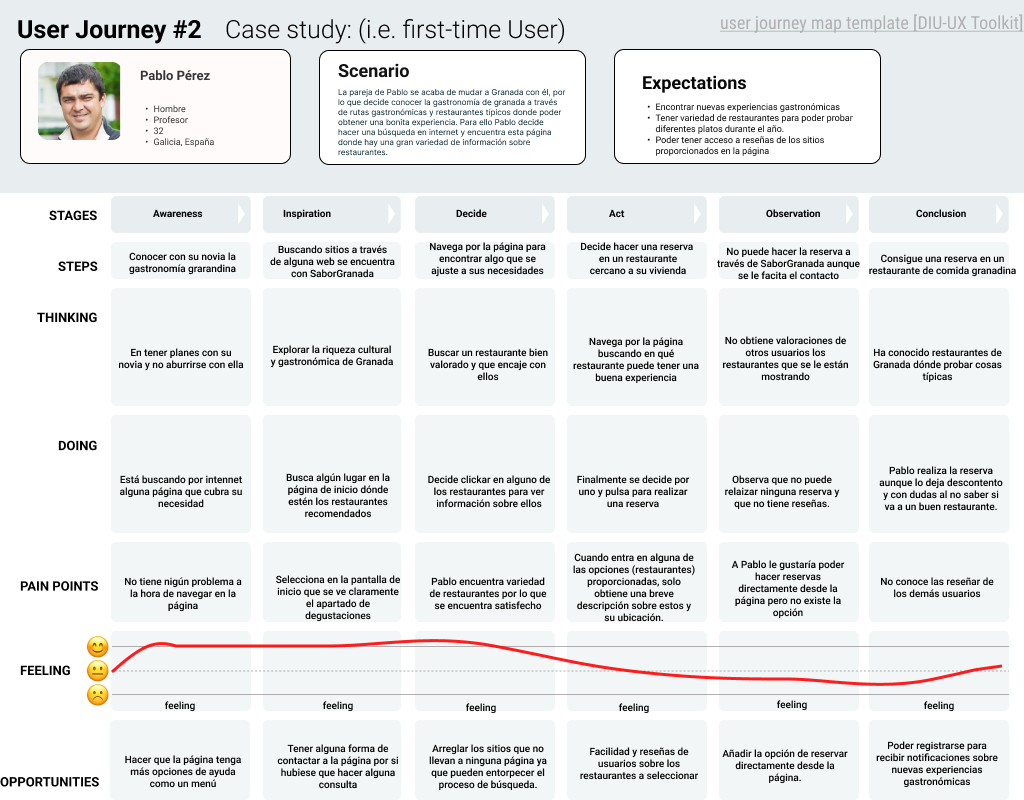 User Journey #2 Case study: (i.e. first-time User)
user journey map template [DIU-UX Toolkit]
Pablo Pérez
• Hombre
• Profesor
• 32
• Galicia, España
Scenario
La pareja de Pablo se acaba de mudar a Granada con él, por
lo que decide conocer la gastronomía de granada a través
de rutas gastronómicas y restaurantes típicos donde poder
obtener una bonita experiencia. Para ello Pablo decide
hacer una búsqueda en internet y encuentra esta página
donde hay una gran variedad de información sobre
restaurantes.
Expectations
• Encontrar nuevas experiencias gastronómicas
• Tener variedad de restaurantes para poder probar
diferentes platos durante el año.
• Poder tener acceso a reseñas de los sitios
proporcionados en la página
STAGES
Awareness
Inspiration
Decide
Act
Observation
Conclusion
STEPS
Conocer con su novia la
gastronomía grarandina
Buscando sitios a través
de alguna web se encuentra
con SaborGranada
Navega por la página para
encontrar algo que se
ajuste a sus necesidades
Decide hacer una reserva
en un restaurante
cercano a su vivienda
No puede hacer la reserva a
través de SaborGranada aunque
se le facita el contacto
Consigue una reserva en un
restaurante de comida granadina
THINKING
En tener planes con su
novia y no aburrirse con ella
Explorar la riqueza cultural
y gastronómica de Granada
Buscar un restaurante bien
valorado y que encaje con
ellos
Navega por la página
buscando en qué
restaurante puede tener una
buena experiencia
No obtiene valoraciones de
otros usuarios los
restaurantes que se le están
mostrando
Ha conocido restaurantes de
Granada dónde probar cosas
típicas
DOING
Está buscando por internet
alguna página que cubra su
necesidad
Busca algún lugar en la
página de inicio dónde
estén los restaurantes
recomendados
Decide clickar en alguno de
los restaurantes para ver
información sobre ellos
Finalmente se decide por
uno y pulsa para realizar
una reserva
Observa que no puede
relaizar ninguna reserva y
que no tiene reseñas.
Pablo realiza la reserva
aunque lo deja descontento
y con dudas al no saber si
va a un buen restaurante.
PAIN POINTS
No tiene nigún problema a
la hora de navegar en la
página
Selecciona en la pantalla de
inicio que se ve claramente
el apartado de
degustaciones
Pablo encuentra variedad
de restaurantes por lo que
se encuentra satisfecho
Cuando entra en alguna de
las opciones (restaurantes)
proporcionadas, solo
obtiene una breve
descripción sobre estos y
su ubicación.
A Pablo le gustaría poder
hacer reservas
directamente desde la
página pero no existe la
opción
No conoce las reseñar de
los demás usuarios
FEELING
feeling
feeling
feeling
feeling
feeling
feeling
OPPORTUNITIES
Hacer que la página tenga
más opciones de ayuda
como un menú
Tener alguna forma de
contactar a la página por si
hubiese que hacer alguna
consulta
Arreglar los sitios que no
llevan a ninguna página ya
que pueden entorpecer el
proceso de búsqueda.
Facilidad y reseñas de
usuarios sobre los
restaurantes a seleccionar
Añadir la opción de reservar
directamente desde la
página.
Poder registrarse para
recibir notificaciones sobre
nuevas experiencias
gastronómicas